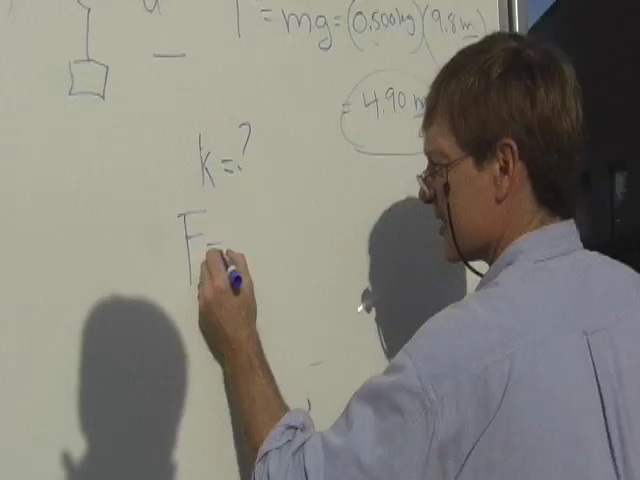 = mg = (0.500kg)(9.8m
= 4.90 m
k = ?
F =